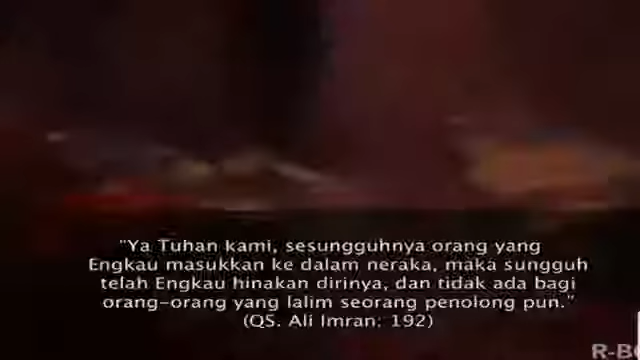 "Ya Tuhan kami, sesungguhnya orang yang
Engkau masukkan ke dalam neraka, maka sungguh
telah Engkau hinakan dirinya, dan tidak ada bagi
orang-orang yang lalim seorang penolong pun."
(QS. Ali Imran: 192)